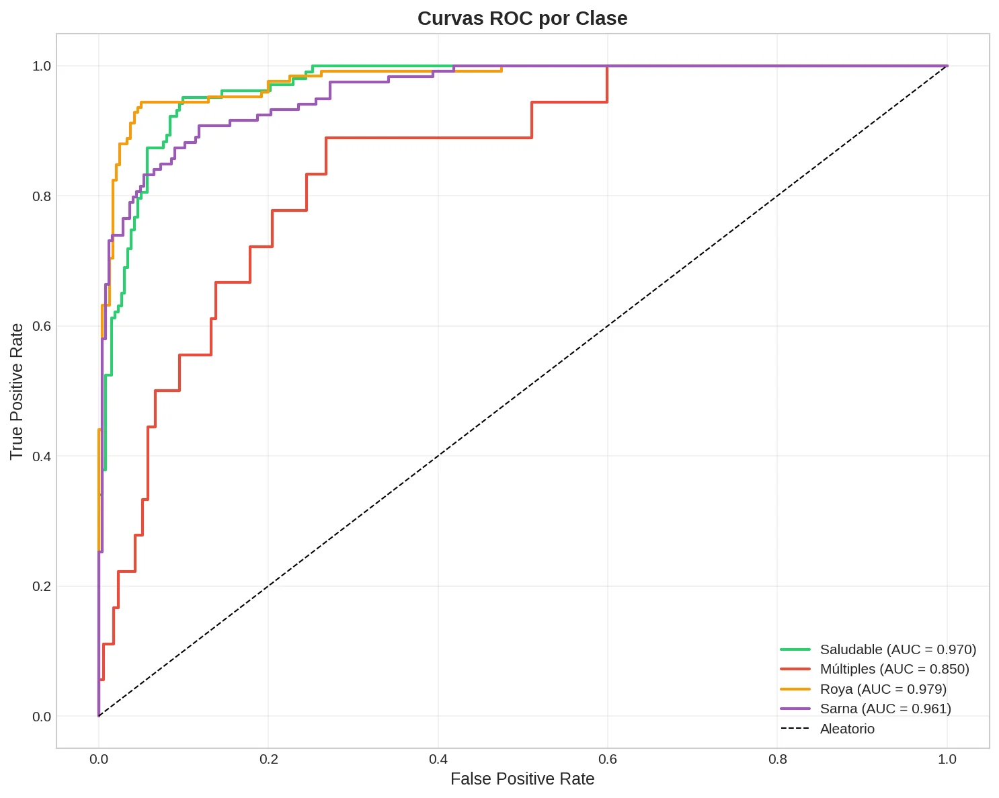 Curvas ROC por Clase
True Positive Rate
1.0
0.8
0.6
0.4
0.2
0.0
0.0 0.2 0.4 0.6 0.8 1.0
False Positive Rate
Saludable (AUC = 0.970)
Múltiples (AUC = 0.850)
Roya (AUC = 0.979)
Sarna (AUC = 0.961)
Aleatorio